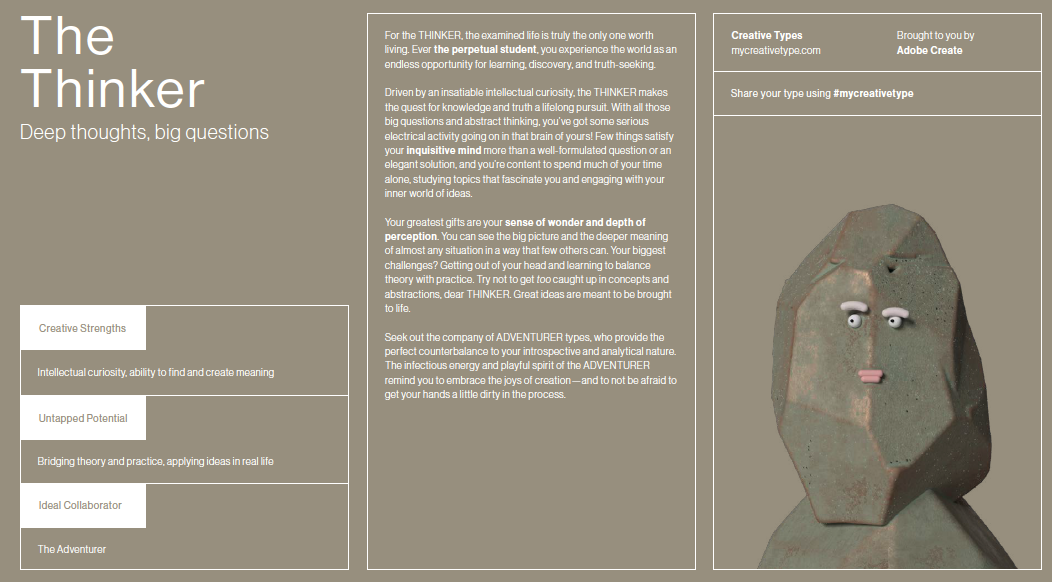 The
Thinker
Deep thoughts, big questions
Creative Strengths
Intellectual curiosity, ability to find and create meaning
Untapped Potential
Bridging theory and practice, applying ideas in real life
Ideal Collaborator
The Adventurer
For the THINKER, the examined life is truly the only one worth
living. Ever the perpetual student, you experience the world as an
endless opportunity for learning, discovery, and truth-seeking.
Driven by an insatiable intellectual curiosity, the THINKER makes
the quest for knowledge and truth a lifelong pursuit. With all those
big questions and abstract thinking, you've got some serious
electrical activity going on in that brain of yours! Few things satisfy
your inquisitive mind more than a well-formulated question or an
elegant solution, and you're content to spend much of your time
alone, studying topics that fascinate you and engaging with your
inner world of ideas.
Your greatest gifts are your sense of wonder and depth of
perception. You can see the big picture and the deeper meaning
of almost any situation in a way that few others can. Your biggest
challenges? Getting out of your head and learning to balance
theory with practice. Try not to get too caught up in concepts and
abstractions, dear THINKER. Great ideas are meant to be brought
to life.
Seek out the company of ADVENTURER types, who provide the
perfect counterbalance to your introspective and analytical nature.
The infectious energy and playful spirit of the ADVENTURER
remind you to embrace the joys of creation—and to not be afraid to
get your hands a little dirty in the process.
Creative Types
mycreativetype.com
Brought to you by
Adobe Create
Share your type using #mycreativetype